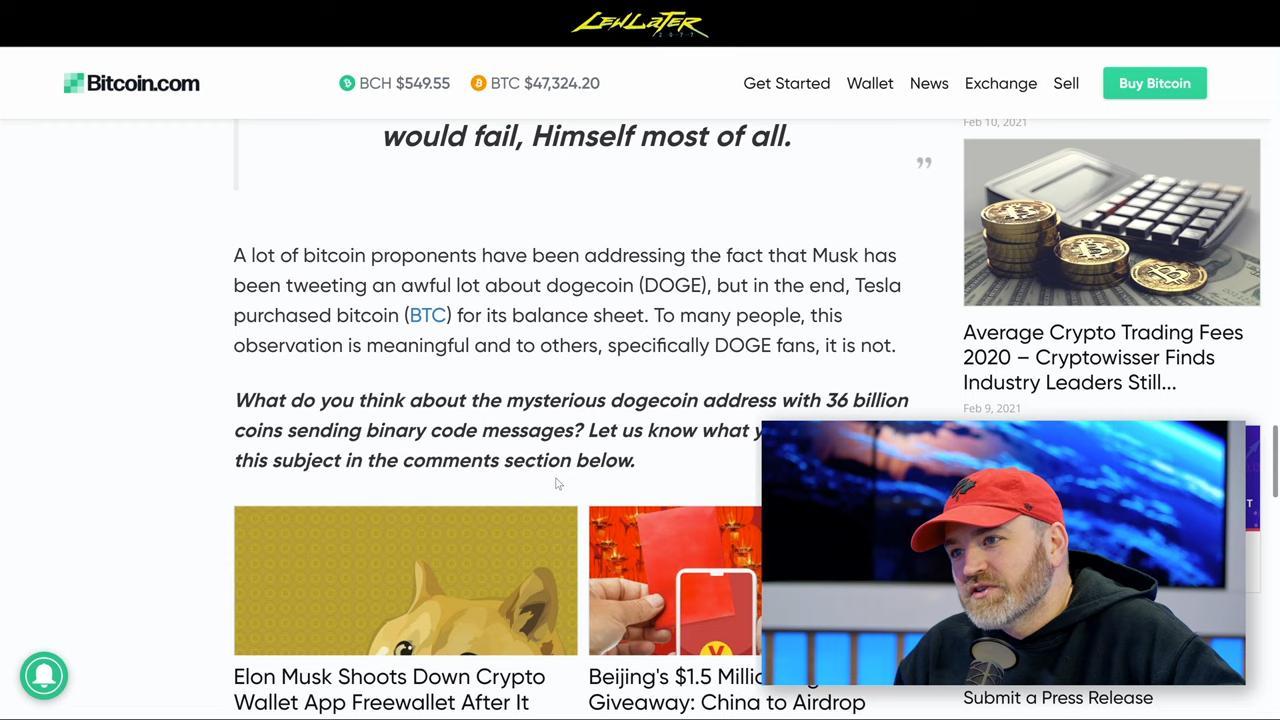 LEWLATER
2077
Bitcoin.com
BCH $549.55
BTC $47,324.20
Get Started
Wallet
News
Exchange
Sell
Buy Bitcoin
would fail, Himself most of all.
”
A lot of bitcoin proponents have been addressing the fact that Musk has
been tweeting an awful lot about dogecoin (DOGE), but in the end, Tesla
purchased bitcoin (BTC) for its balance sheet. To many people, this
observation is meaningful and to others, specifically DOGE fans, it is not.
What do you think about the mysterious dogecoin address with 36 billion
coins sending binary code messages? Let us know what y
this subject in the comments section below.
Elon Musk Shoots Down Crypto
Wallet App Freewallet After It
Beijing's $1.5 Milli
Giveaway: China to Airdrop
Feb 10, 2021
Average Crypto Trading Fees
2020 – Cryptowisser Finds
Industry Leaders Still...
Feb 9, 2021
Submit a Press Release